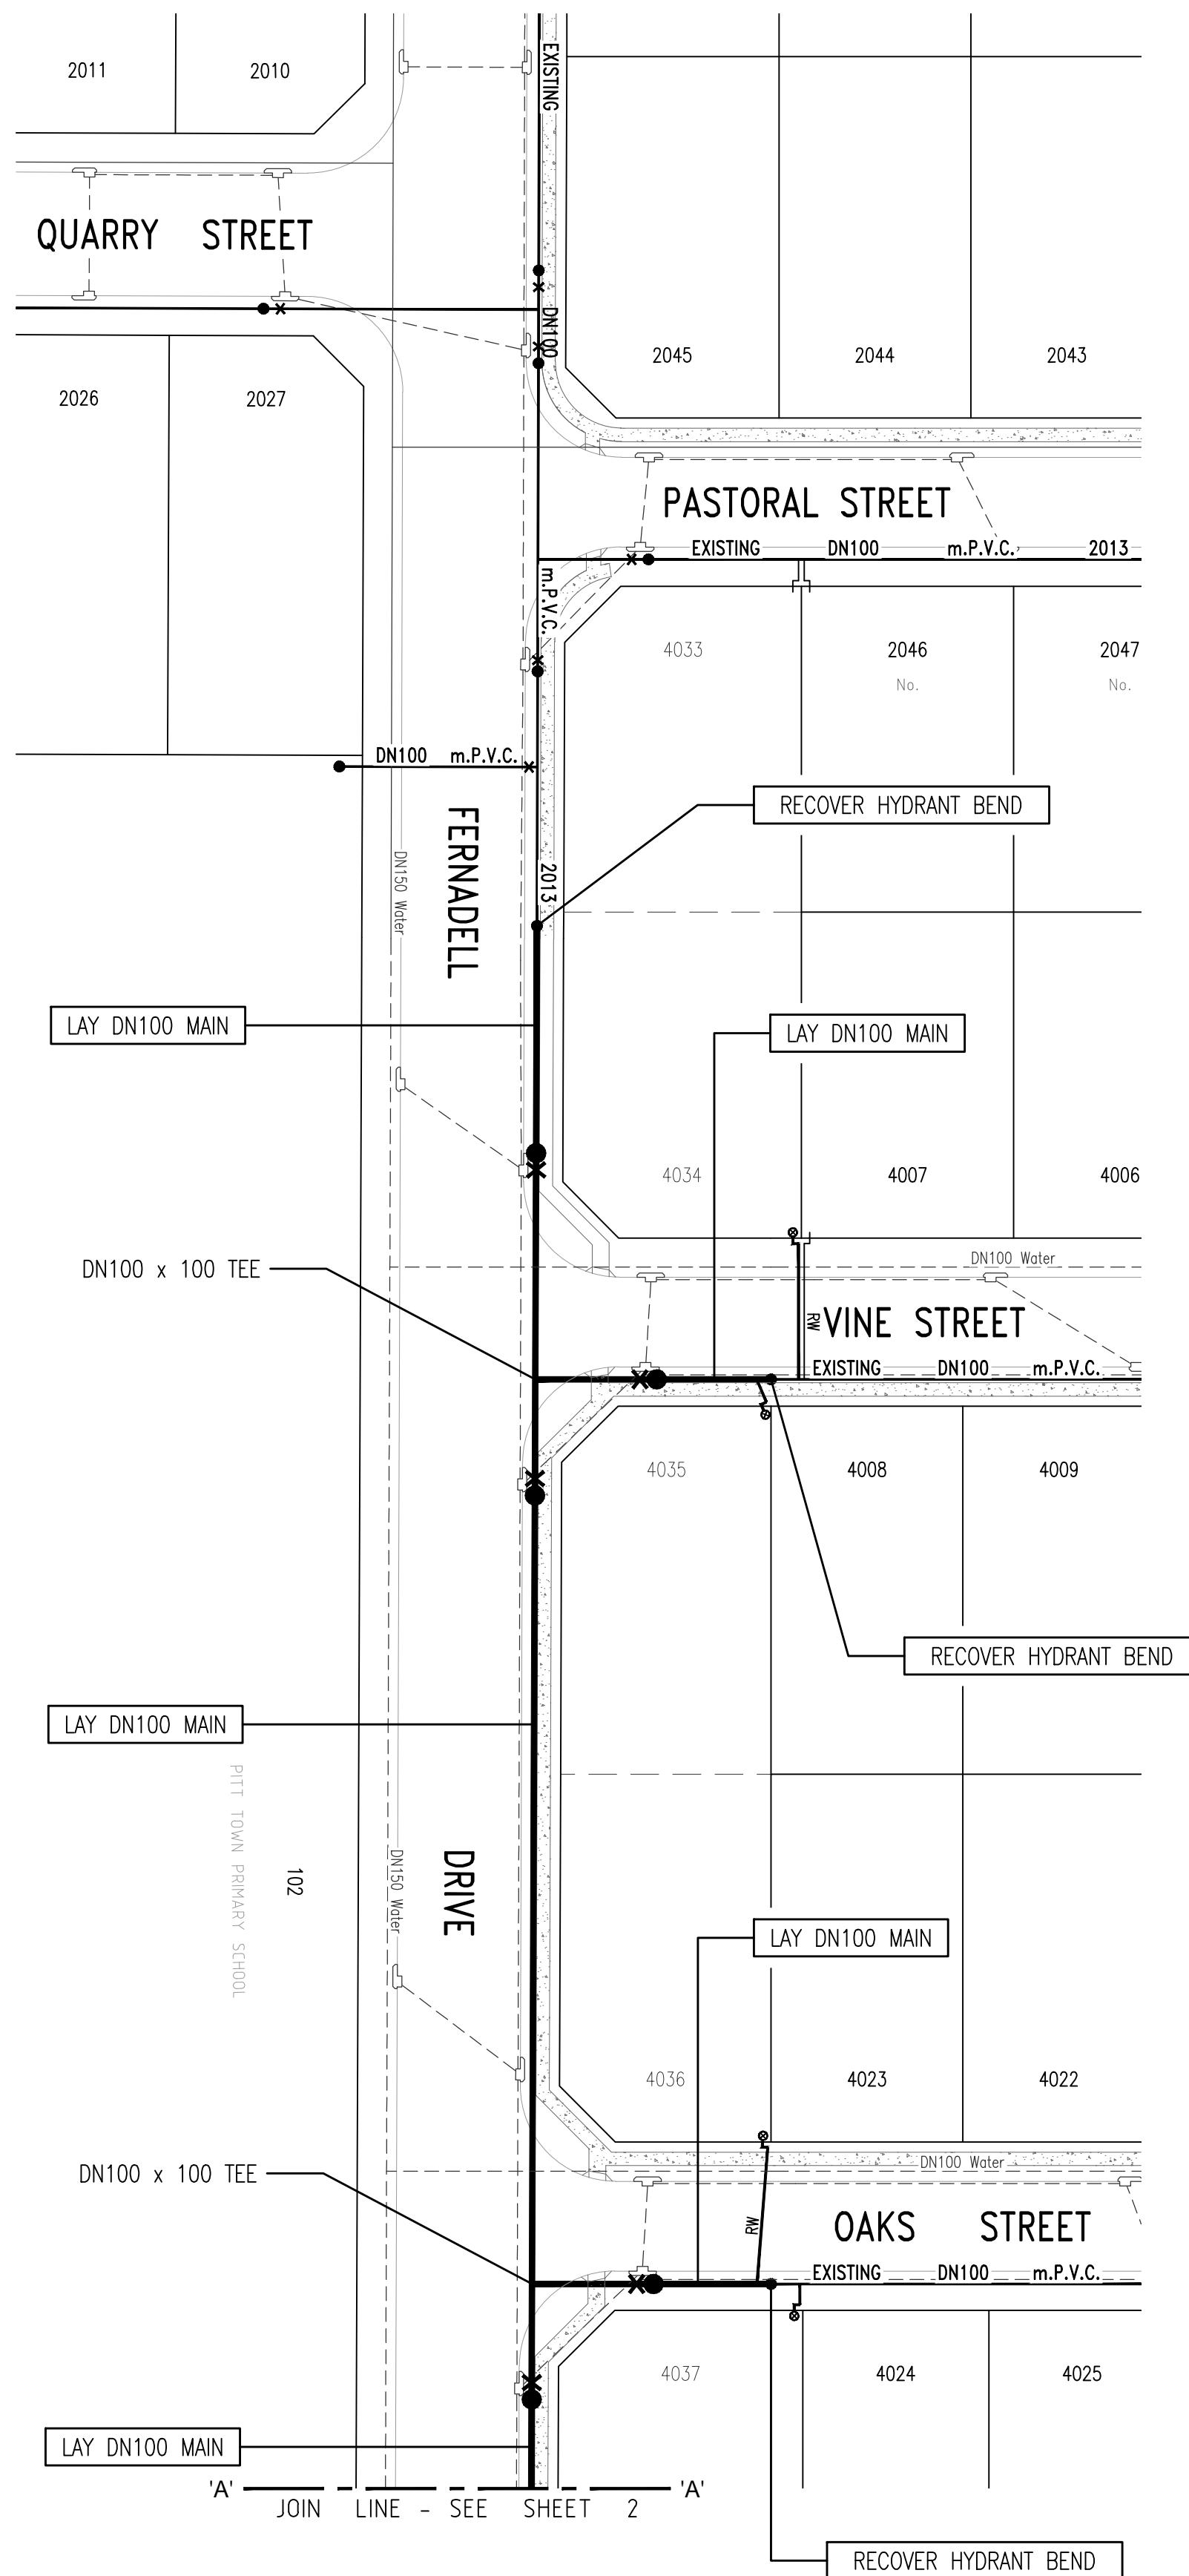 2011
2010
EXISTING
QUARRY STREET
DN100
2045
2044
2043
2026
2027
PASTORAL STREET
EXISTING DN100 m.P.V.C. 2013
m.P.V.C.
4033
2046
2047
No.
No.
DN100 m.P.V.C.
RECOVER HYDRANT BEND
FERNADELL
DN150 Water
2013
LAY DN100 MAIN
LAY DN100 MAIN
4034
4007
4006
DN100 x 100 TEE
DN100 Water
RW
VINE STREET
EXISTING DN100 m.P.V.C.
4035
4008
4009
RECOVER HYDRANT BEND
LAY DN100 MAIN
PITT TOWN PRIMARY SCHOOL
102
DN150 Water
DRIVE
LAY DN100 MAIN
4036
4023
4022
DN100 x 100 TEE
DN100 Water
RW
OAKS STREET
EXISTING DN100 m.P.V.C.
4037
4024
4025
LAY DN100 MAIN
'A' 'A'
JOIN LINE - SEE SHEET 2
RECOVER HYDRANT BEND